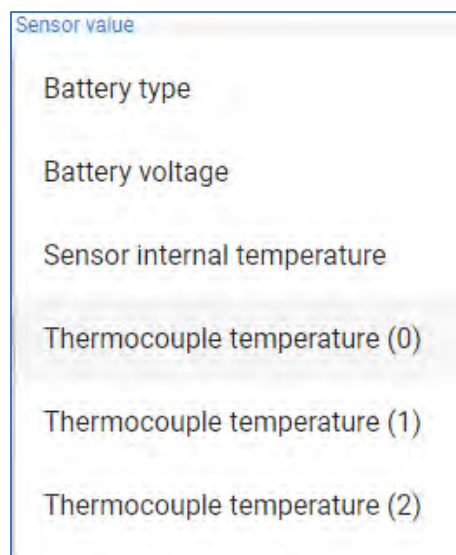 Sensor value
Battery type
Battery voltage
Sensor internal temperature
Thermocouple temperature (0)
Thermocouple temperature (1)
Thermocouple temperature (2)